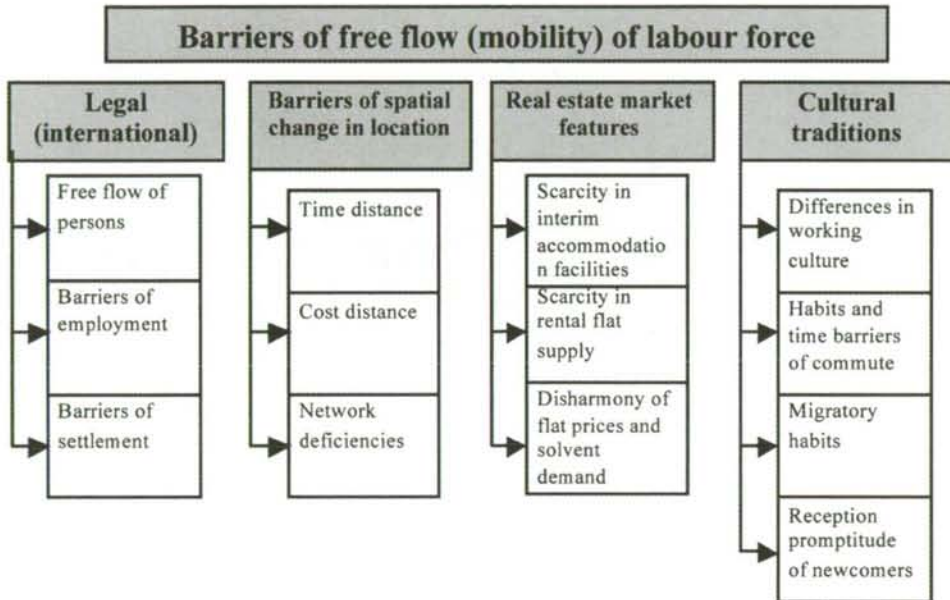 Barriers of free flow (mobility) of labour force
Legal
(international)
Free flow of
persons
Barriers of
employment
Barriers of
settlement
Barriers of spatial
change in location
Time distance
Cost distance
Network
deficiencies
Real estate market
features
Scarcity in
interim
accommodatio
n facilities
Scarcity in
rental flat
supply
Disharmony of
flat prices and
solvent
demand
Cultural
traditions
Differences in
working
culture
Habits and
time barriers
of commute
Migratory
habits
Reception
promptitude
of newcomers